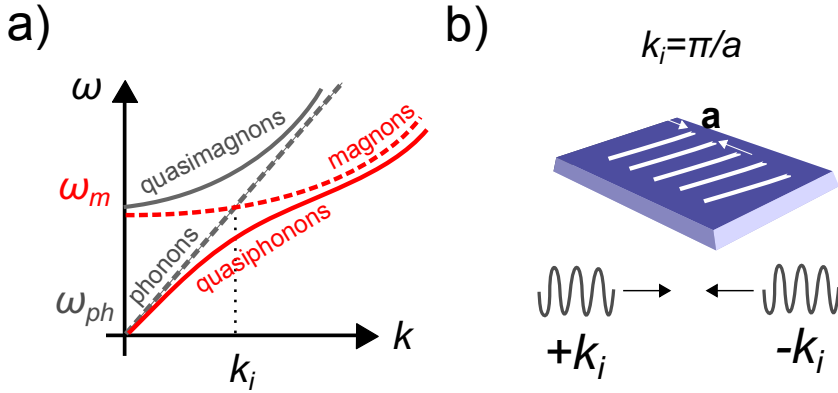 a)
ω
quasimagnons
magnons
ω_m
phonons
quasiphonons
ω_ph
k
k_i
b)
k_i=π/a
a
+k_i
-k_i